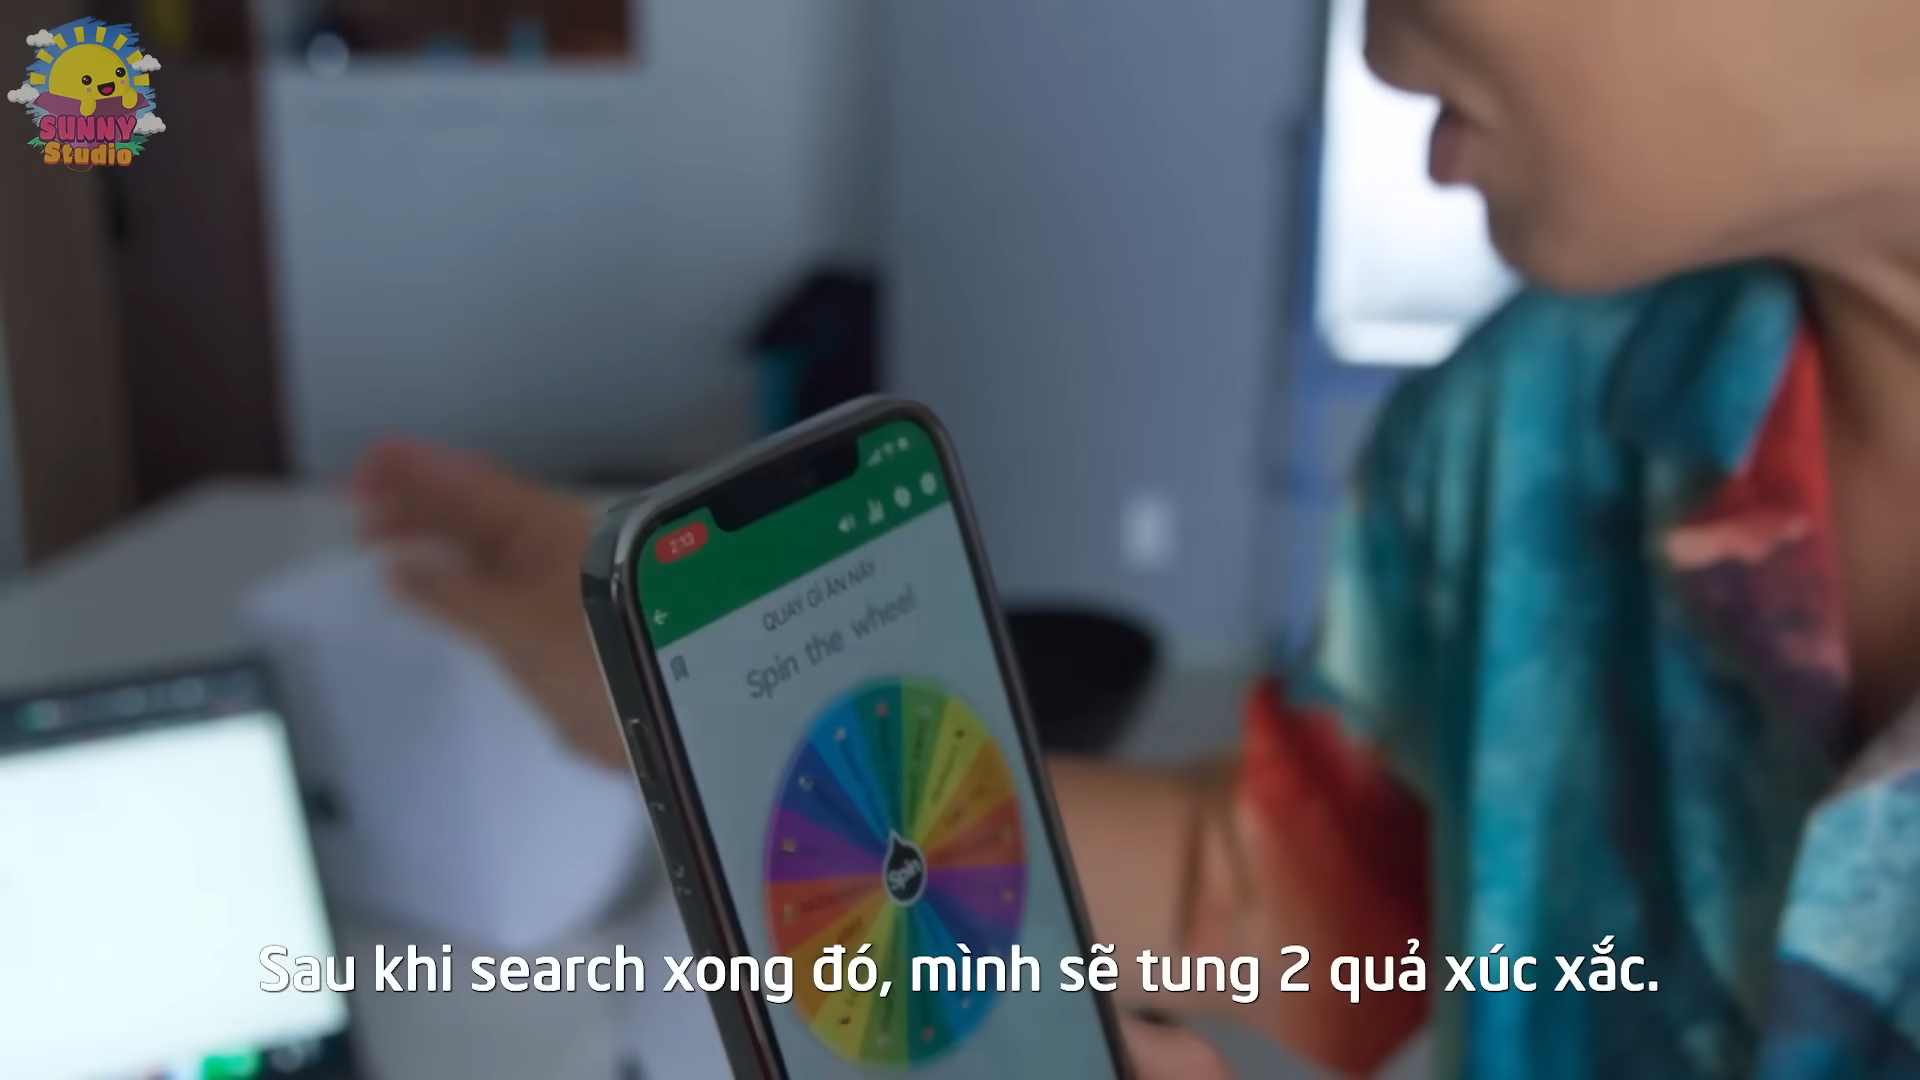 SUNNY
Studio
2:13
QUAY GÌ ĂN NÀY
Spin the wheel
Spin
Sau khi search xong đó, mình sẽ tung 2 quả xúc xắc.